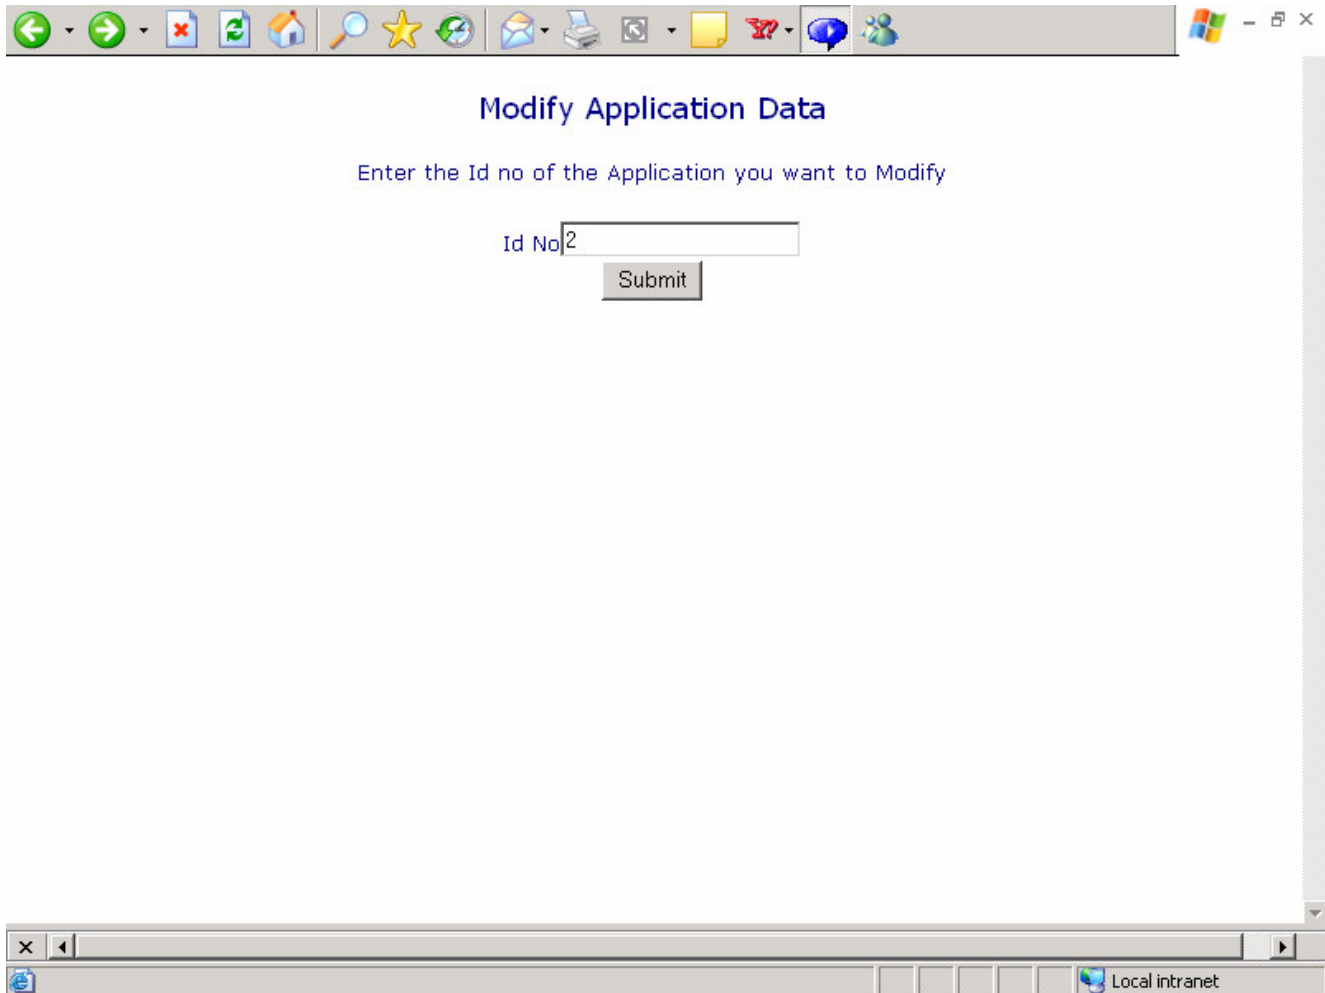 Modify Application Data
Enter the Id no of the Application you want to Modify
Id No 2
Submit
Local intranet